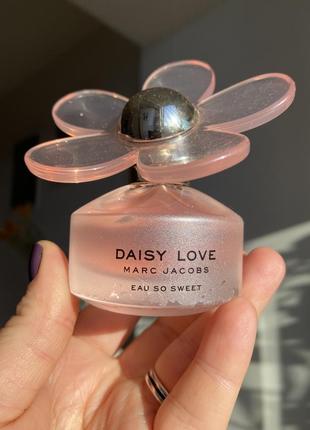 DAISY LOVE
MARC JACOBS
EAU SO SWEET